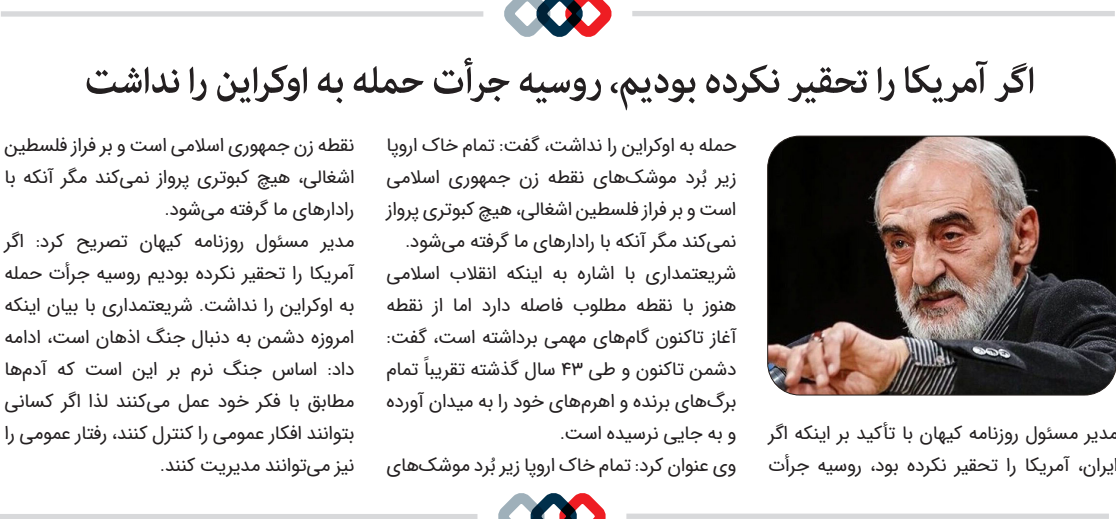 اگر آمریکا را تحقیر نکرده بودیم، روسیه جرأت حمله به اوکراین را نداشت
مدیر مسئول روزنامه کیهان با تأکید بر اینکه اگر
ایران، آمریکا را تحقیر نکرده بود، روسیه جرأت
حمله به اوکراین را نداشت، گفت: تمام خاک اروپا
زیر بُرد موشک‌های نقطه زن جمهوری اسلامی
است و بر فراز فلسطین اشغالی، هیچ کبوتری پرواز
نمی‌کند مگر آنکه با رادارهای ما گرفته می‌شود.
شریعتمداری با اشاره به اینکه انقلاب اسلامی
هنوز با نقطه مطلوب فاصله دارد اما از نقطه
آغاز تاکنون گام‌های مهمی برداشته است، گفت:
دشمن تاکنون و طی ۴۳ سال گذشته تقریباً تمام
برگ‌های برنده و اهرم‌های خود را به میدان آورده
و به جایی نرسیده است.
وی عنوان کرد: تمام خاک اروپا زیر بُرد موشک‌های
نقطه زن جمهوری اسلامی است و بر فراز فلسطین
اشغالی، هیچ کبوتری پرواز نمی‌کند مگر آنکه با
رادارهای ما گرفته می‌شود.
مدیر مسئول روزنامه کیهان تصریح کرد: اگر
آمریکا را تحقیر نکرده بودیم روسیه جرأت حمله
به اوکراین را نداشت. شریعتمداری با بیان اینکه
امروزه دشمن به دنبال جنگ اذهان است، ادامه
داد: اساس جنگ نرم بر این است که آدم‌ها
مطابق با فکر خود عمل می‌کنند لذا اگر کسانی
بتوانند افکار عمومی را کنترل کنند، رفتار عمومی را
نیز می‌توانند مدیریت کنند.